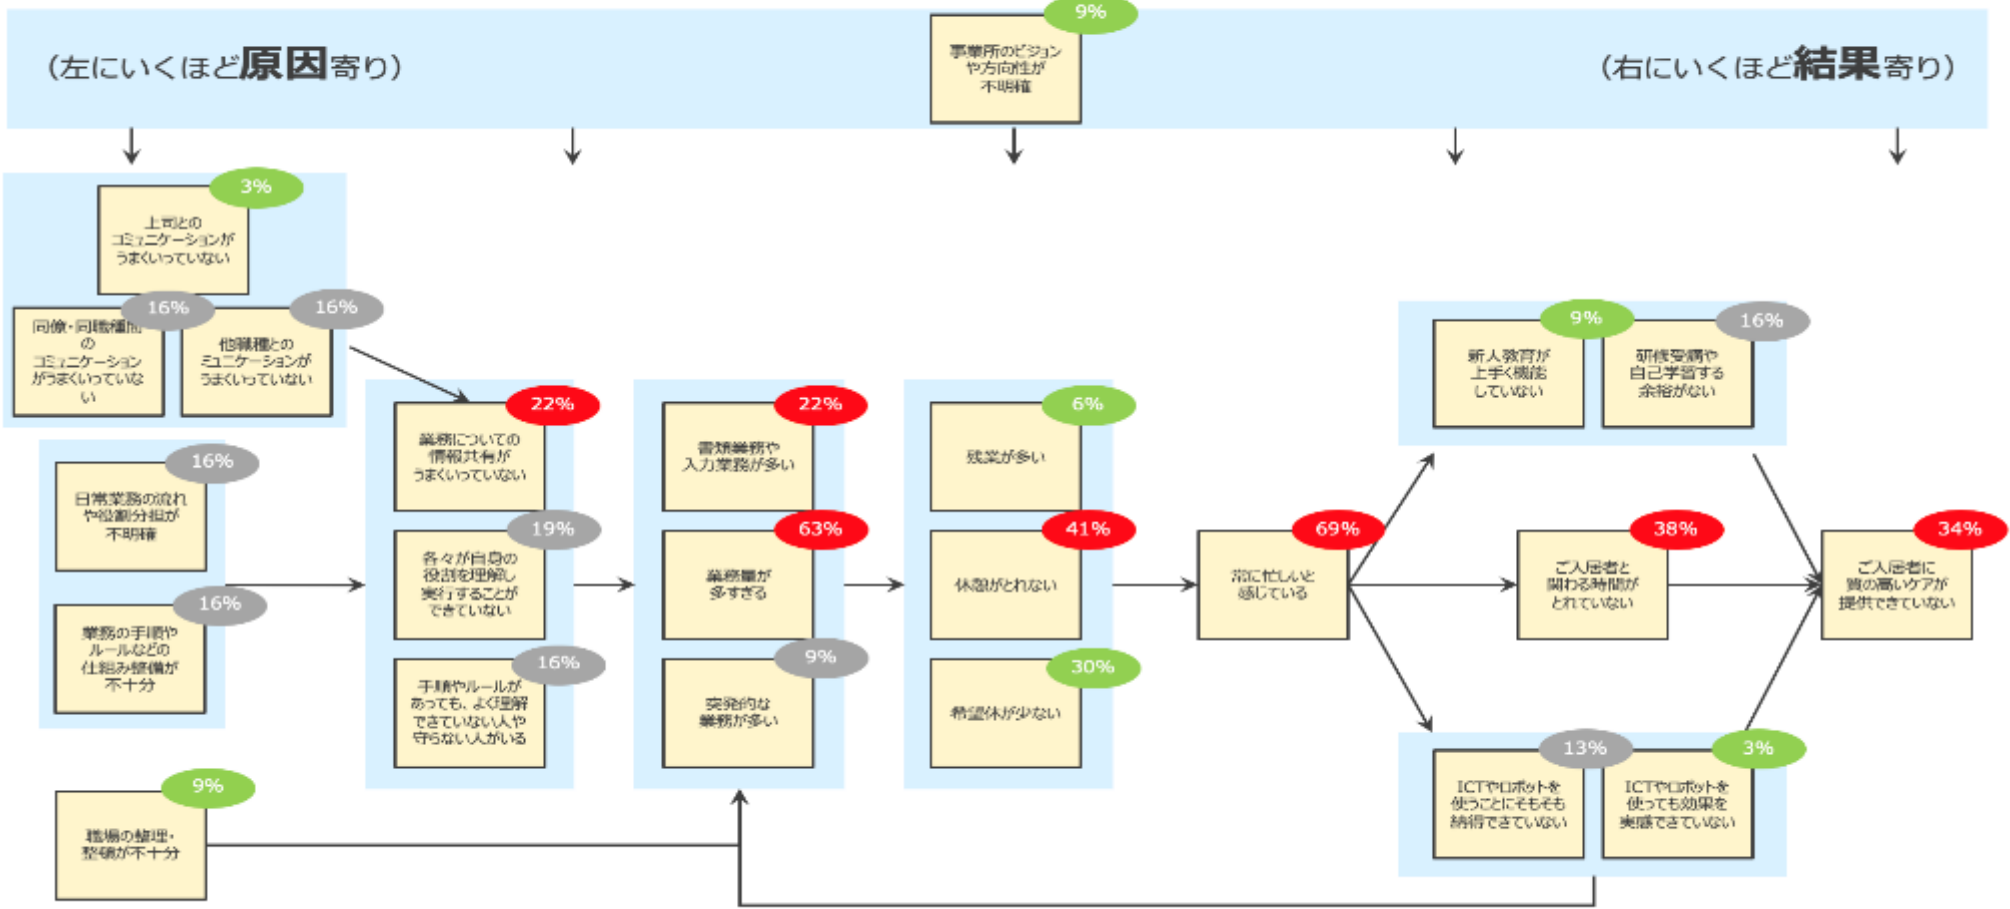 9%
事業所のビジョン
や方向性が
不明確
(左にいくほど原因寄り)
(右にいくほど結果寄り)
3%
上司との
コミュニケーションが
うまくいっていない
16%
同僚・同職種間
の
コミュニケーション
がうまくいっていな
い
16%
他職種との
ミュニケーションが
うまくいっていない
16%
日常業務の流れ
や役割分担が
不明確
16%
業務の手順や
ルールなどの
仕組み整備が
不十分
9%
職場の整理・
整頓が不十分
22%
業務についての
情報共有が
うまくいっていない
19%
各々が自身の
役割を理解し
実行することが
できていない
16%
手順やルールが
あっても、よく理解
できていない人や
守らない人がいる
22%
書類業務や
入力業務が多い
63%
業務量が
多すぎる
9%
突発的な
業務が多い
6%
残業が多い
41%
休憩がとれない
30%
希望休が少ない
69%
常に忙しいと
感じている
9%
新人教育が
上手く機能
していない
16%
研修受講や
自己学習する
余裕がない
38%
ご入居者と
関わる時間が
とれていない
34%
ご入居者に
質の高いケアが
提供できていない
13%
ICTやロボットを
使うことにそもそも
納得できていない
3%
ICTやロボットを
使っても効果を
実感できていない